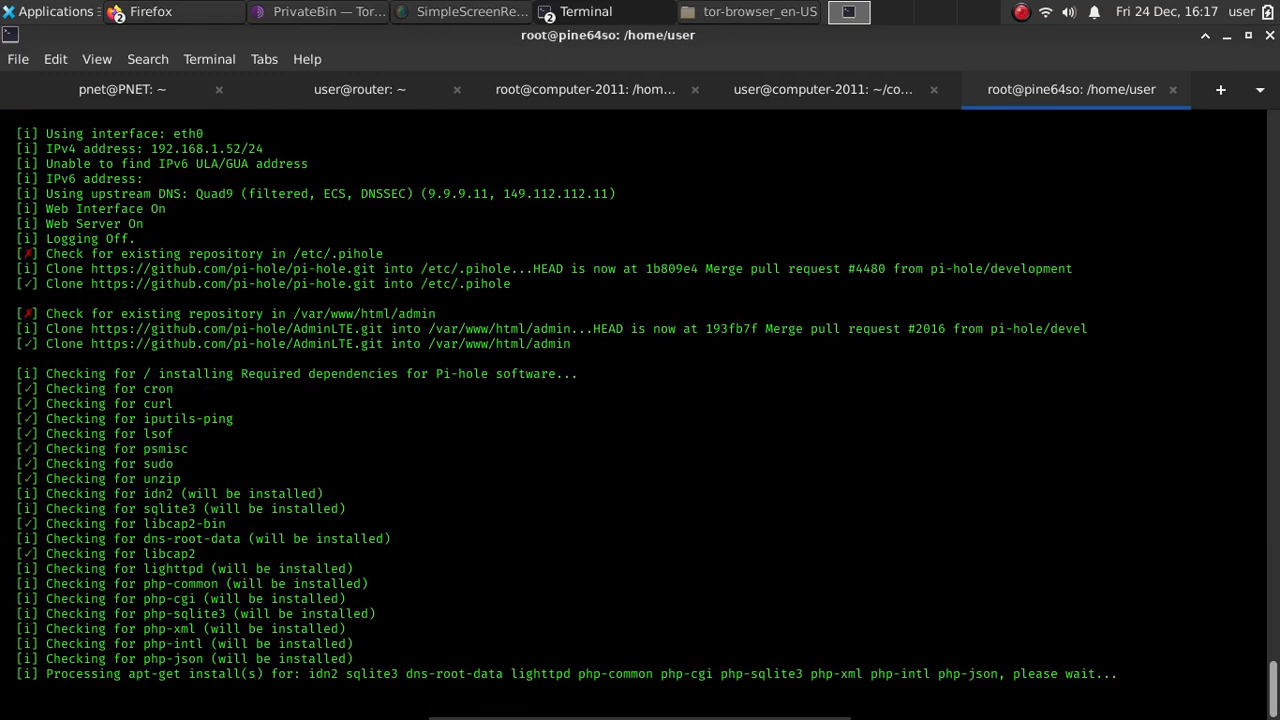 Applications
Firefox
2
PrivateBin — Tor...
SimpleScreenRe...
Terminal
2
tor-browser_en-US
Fri 24 Dec, 16:17
user
root@pine64so: /home/user
File Edit View Search Terminal Tabs Help
pnet@PNET: ~
user@router: ~
root@computer-2011: /hom...
user@computer-2011: ~/co...
root@pine64so: /home/user
[i] Using interface: eth0
[i] IPv4 address: 192.168.1.52/24
[i] Unable to find IPv6 ULA/GUA address
[i] IPv6 address:
[i] Using upstream DNS: Quad9 (filtered, ECS, DNSSEC) (9.9.9.11, 149.112.112.11)
[i] Web Interface On
[i] Web Server On
[i] Logging Off.
[✗] Check for existing repository in /etc/.pihole
[i] Clone https://github.com/pi-hole/pi-hole.git into /etc/.pihole...HEAD is now at 1b809e4 Merge pull request #4480 from pi-hole/development
[✓] Clone https://github.com/pi-hole/pi-hole.git into /etc/.pihole
[✗] Check for existing repository in /var/www/html/admin
[i] Clone https://github.com/pi-hole/AdminLTE.git into /var/www/html/admin...HEAD is now at 193fb7f Merge pull request #2016 from pi-hole/devel
[✓] Clone https://github.com/pi-hole/AdminLTE.git into /var/www/html/admin
[i] Checking for / installing Required dependencies for Pi-hole software...
[✓] Checking for cron
[✓] Checking for curl
[✓] Checking for iputils-ping
[✓] Checking for lsof
[✓] Checking for psmisc
[✓] Checking for sudo
[✓] Checking for unzip
[i] Checking for idn2 (will be installed)
[i] Checking for sqlite3 (will be installed)
[✓] Checking for libcap2-bin
[i] Checking for dns-root-data (will be installed)
[✓] Checking for libcap2
[i] Checking for lighttpd (will be installed)
[i] Checking for php-common (will be installed)
[i] Checking for php-cgi (will be installed)
[i] Checking for php-sqlite3 (will be installed)
[i] Checking for php-xml (will be installed)
[i] Checking for php-intl (will be installed)
[i] Checking for php-json (will be installed)
[i] Processing apt-get install(s) for: idn2 sqlite3 dns-root-data lighttpd php-common php-cgi php-sqlite3 php-xml php-intl php-json, please wait...